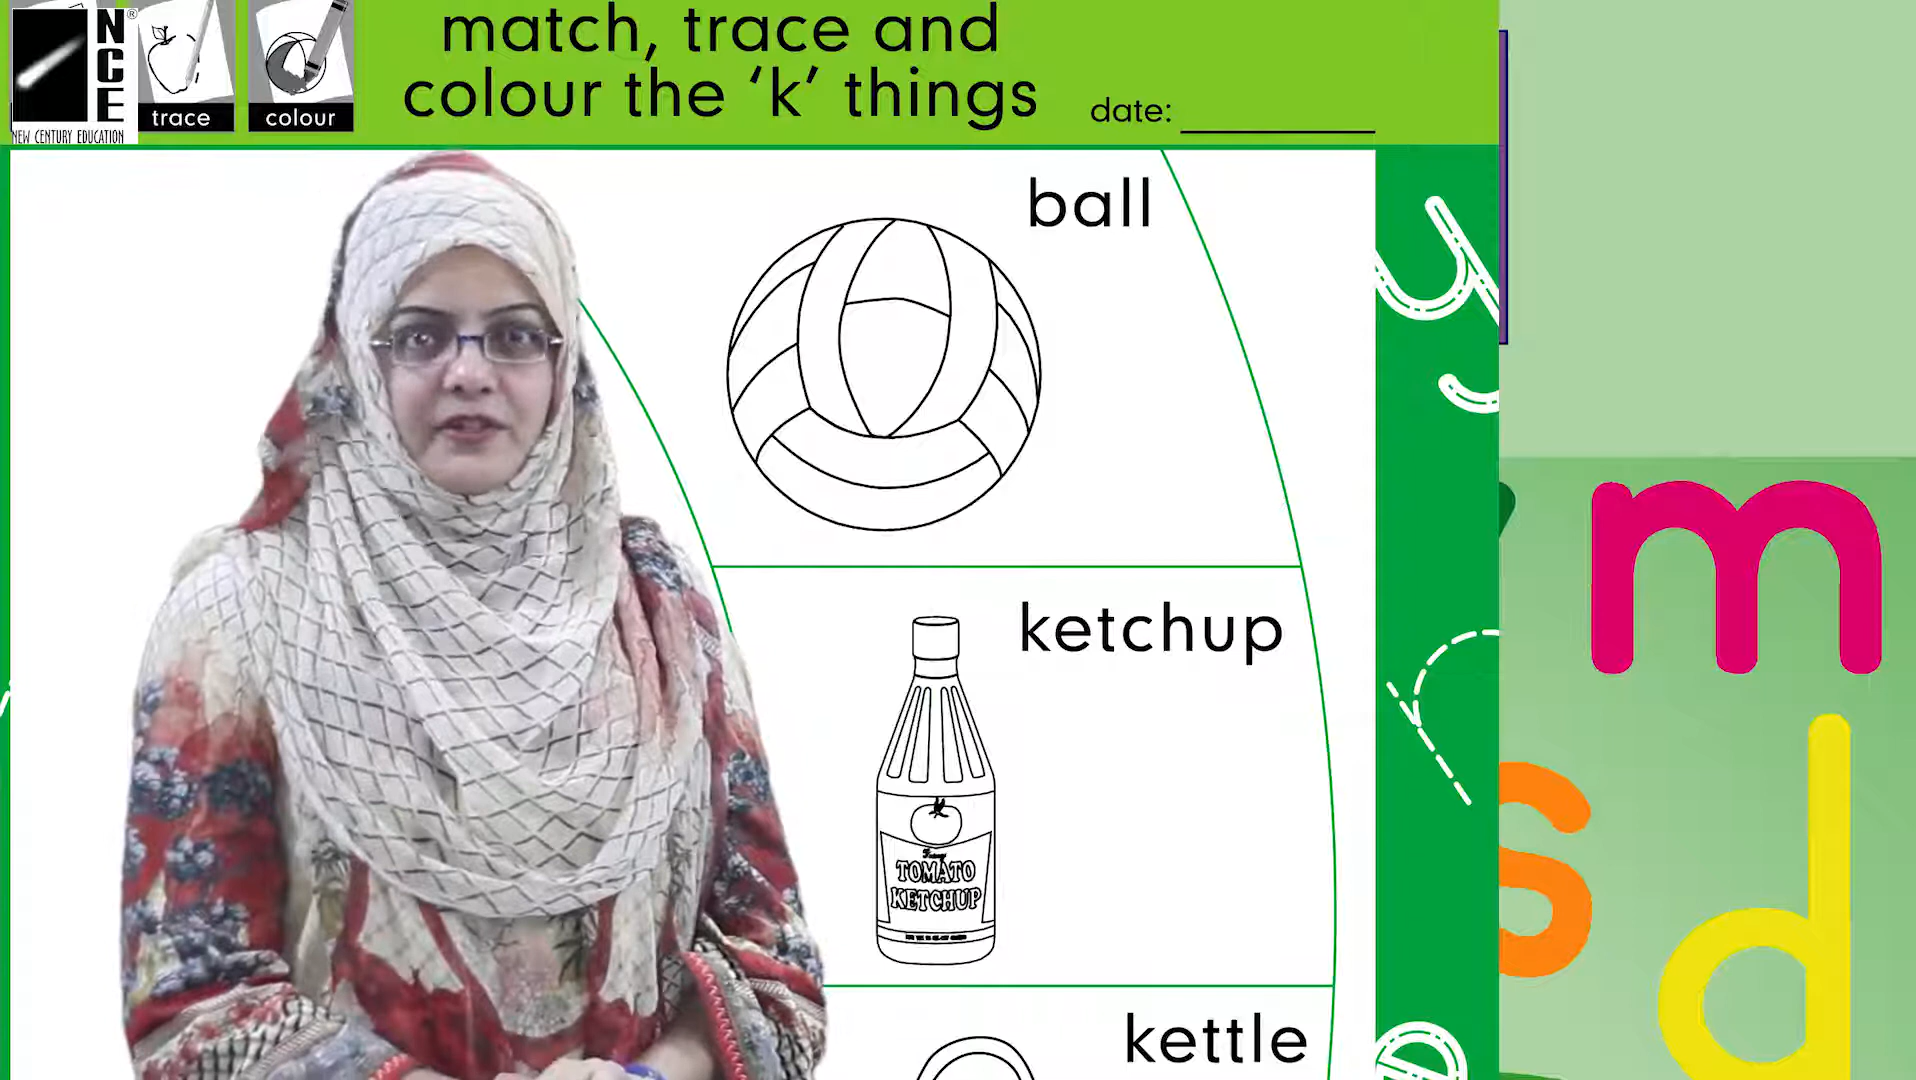 NCE®
NEW CENTURY EDUCATION
trace
colour
match, trace and
colour the ‘k’ things
date:
ball
ketchup
TOMATO
KETCHUP
kettle
y
m
s
d
e